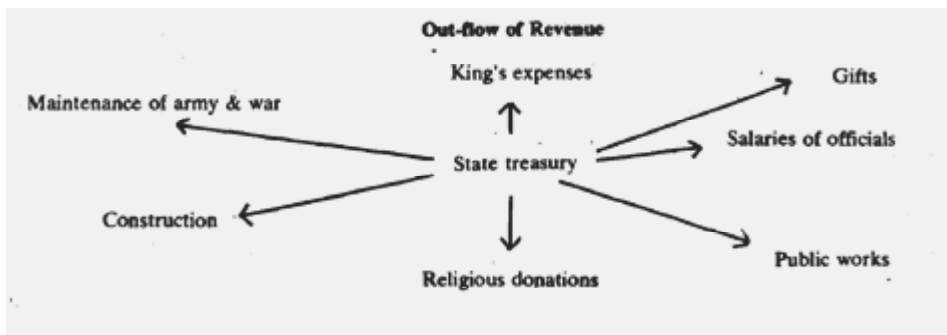 Out-flow of Revenue
King's expenses
Gifts
Maintenance of army & war
Salaries of officials
State treasury
Construction
Public works
Religious donations